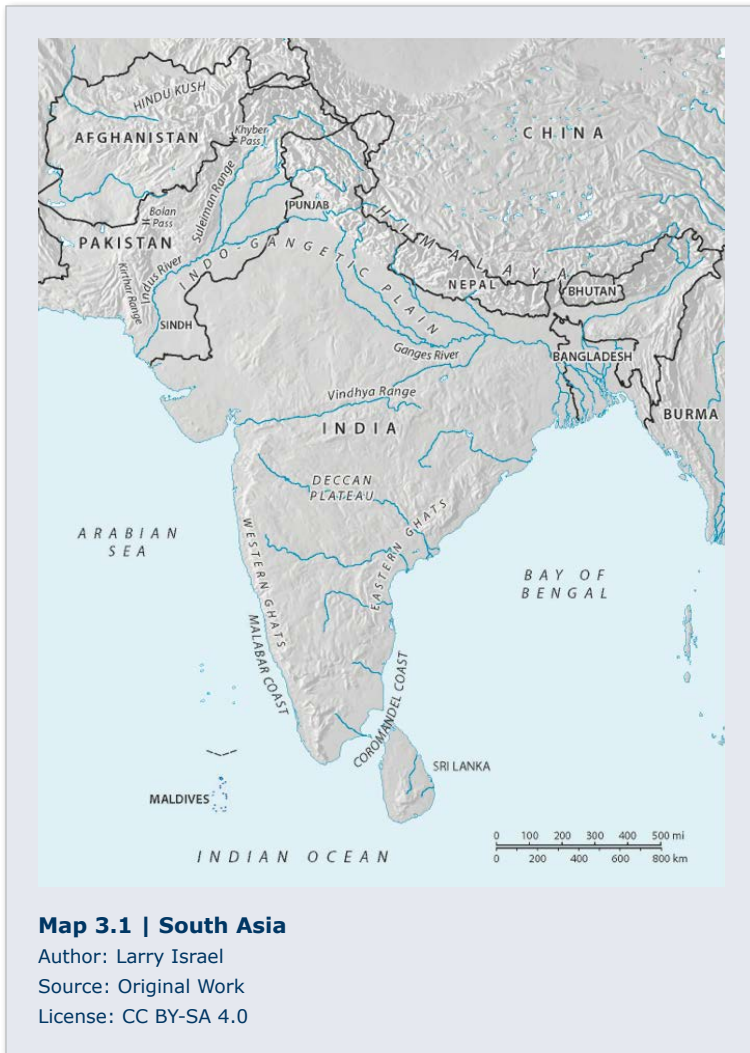 HINDU KUSH
AFGHANISTAN
Khyber
Pass
CHINA
Suleiman Range
PUNJAB
Bolan
Pass
PAKISTAN
HIMALAYA
Indus River
INDO GANGETIC PLAIN
Kirthar Range
NEPAL
BHUTAN
SINDH
Ganges River
BANGLADESH
Vindhya Range
BURMA
INDIA
DECCAN
PLATEAU
ARABIAN
SEA
WESTERN GHATS
EASTERN GHATS
BAY OF
BENGAL
MALABAR COAST
COROMANDEL COAST
SRI LANKA
MALDIVES
0 100 200 300 400 500 mi
0 200 400 600 800 km
INDIAN OCEAN
Map 3.1 | South Asia
Author: Larry Israel
Source: Original Work
License: CC BY-SA 4.0